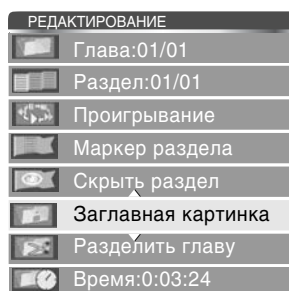 РЕДАКТИРОВАНИЕ
Глава:01/01
Раздел:01/01
Проигрывание
Маркер раздела
Скрыть раздел
Заглавная картинка
Разделить главу
Время:0:03:24